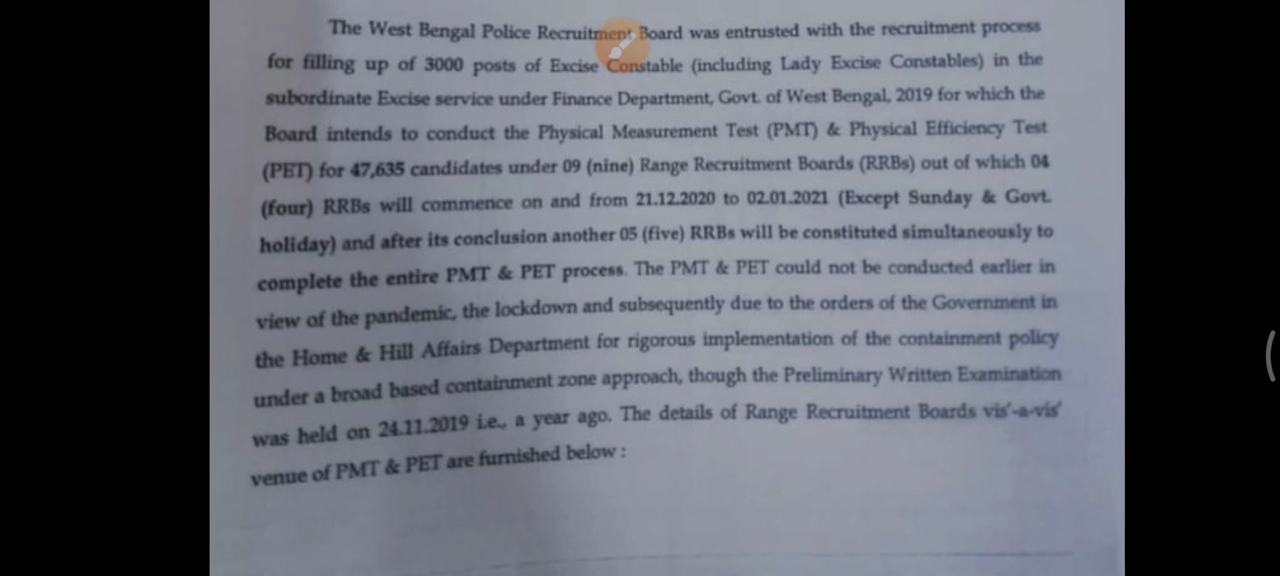 The West Bengal Police Recruitment Board was entrusted with the recruitment process
for filling up of 3000 posts of Excise Constable (including Lady Excise Constables) in the
subordinate Excise service under Finance Department, Govt. of West Bengal, 2019 for which the
Board intends to conduct the Physical Measurement Test (PMT) & Physical Efficiency Test
(PET) for 47,635 candidates under 09 (nine) Range Recruitment Boards (RRBs) out of which 04
(four) RRBs will commence on and from 21.12.2020 to 02.01.2021 (Except Sunday & Govt.
holiday) and after its conclusion another 05 (five) RRBs will be constituted simultaneously to
complete the entire PMT & PET process. The PMT & PET could not be conducted earlier in
view of the pandemic, the lockdown and subsequently due to the orders of the Government in
the Home & Hill Affairs Department for rigorous implementation of the containment policy
under a broad based containment zone approach, though the Preliminary Written Examination
was held on 24.11.2019 i.e., a year ago. The details of Range Recruitment Boards vis'-a-vis'
venue of PMT & PET are furnished below :